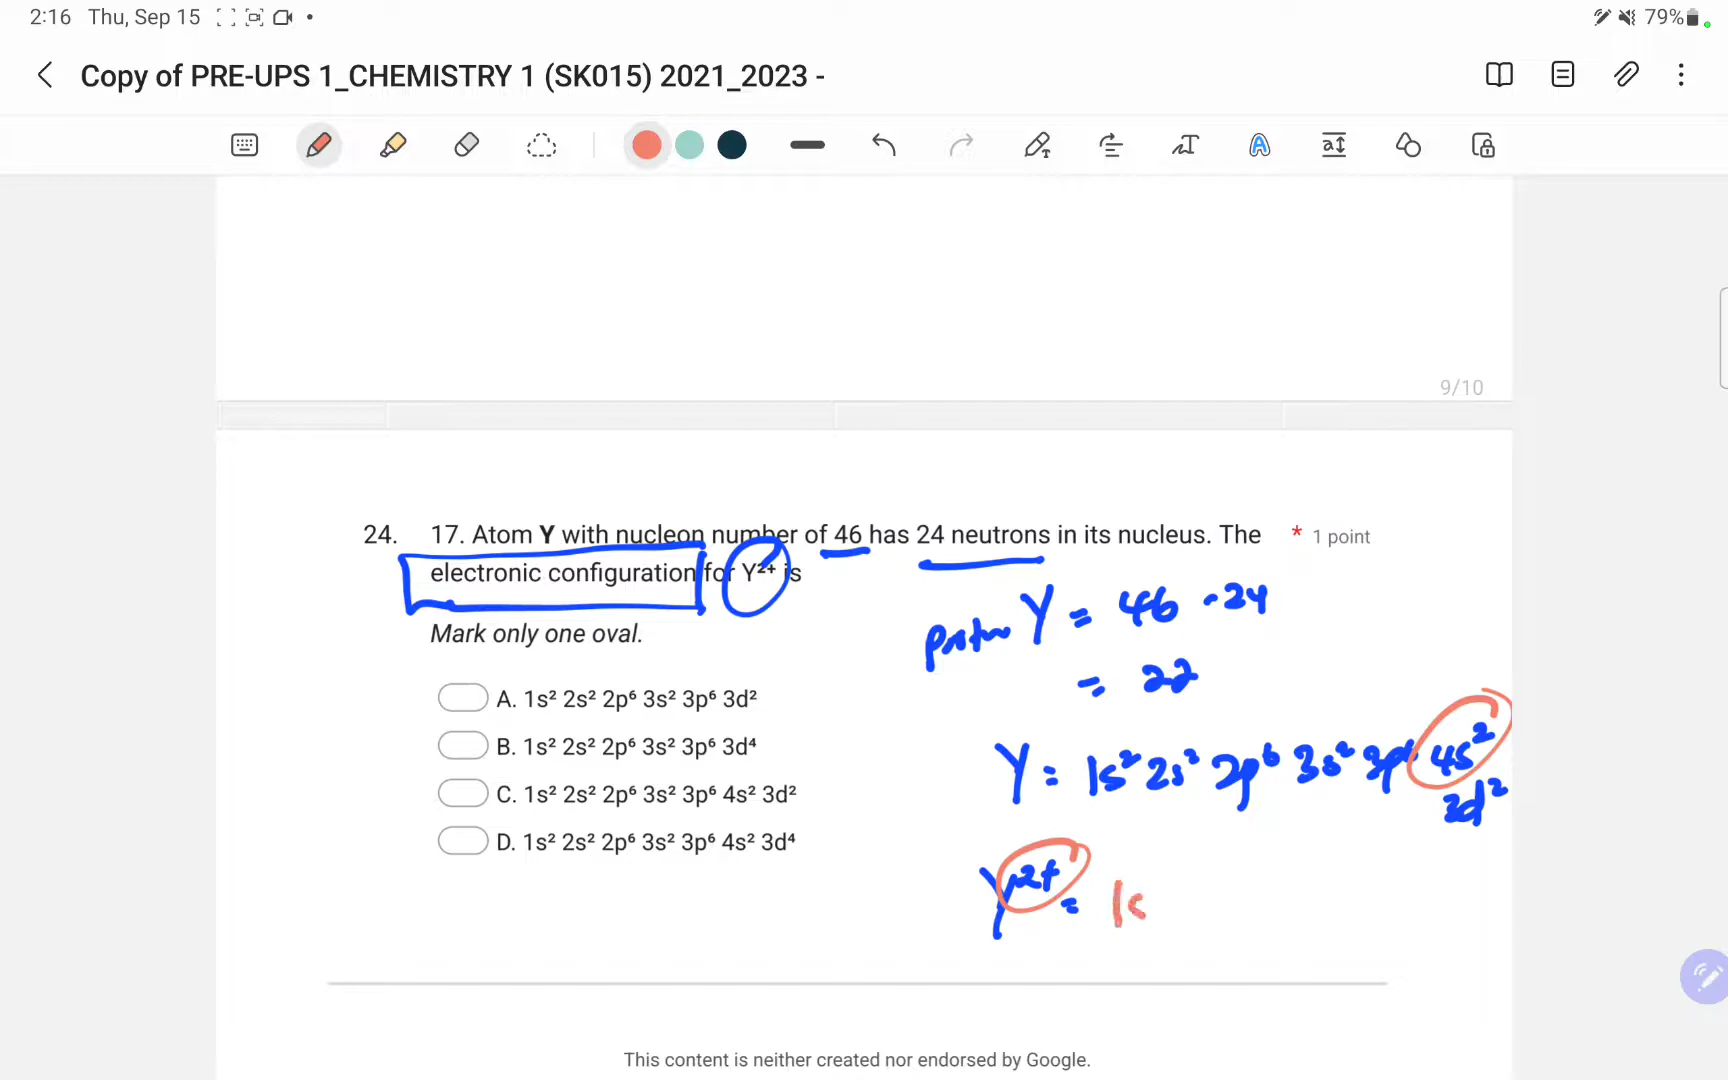 2:16 Thu, Sep 15
79%
Copy of PRE-UPS 1_CHEMISTRY 1 (SK015) 2021_2023 -
9/10
24. 17. Atom Y with nucleon number of 46 has 24 neutrons in its nucleus. The * 1 point
electronic configuration for Y²⁺ is
Mark only one oval.
proton Y = 46 - 24
= 22
A. 1s² 2s² 2p⁶ 3s² 3p⁶ 3d²
B. 1s² 2s² 2p⁶ 3s² 3p⁶ 3d⁴
C. 1s² 2s² 2p⁶ 3s² 3p⁶ 4s² 3d²
D. 1s² 2s² 2p⁶ 3s² 3p⁶ 4s² 3d⁴
Y = 1s² 2s² 2p⁶ 3s² 3p⁶ 4s²
3d²
Y²⁺ = 1s
This content is neither created nor endorsed by Google.